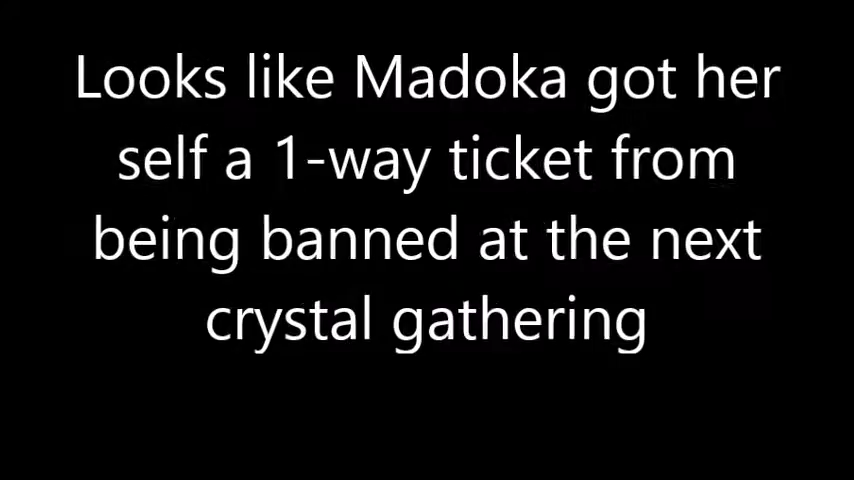 Looks like Madoka got her
self a 1-way ticket from
being banned at the next
crystal gathering